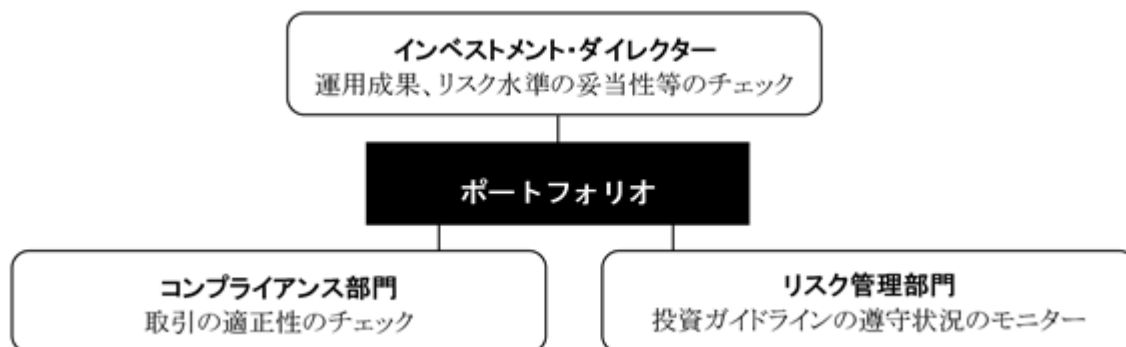 インベストメント・ダイレクター
運用成果、リスク水準の妥当性等のチェック
ポートフォリオ
コンプライアンス部門
取引の適正性のチェック
リスク管理部門
投資ガイドラインの遵守状況のモニター